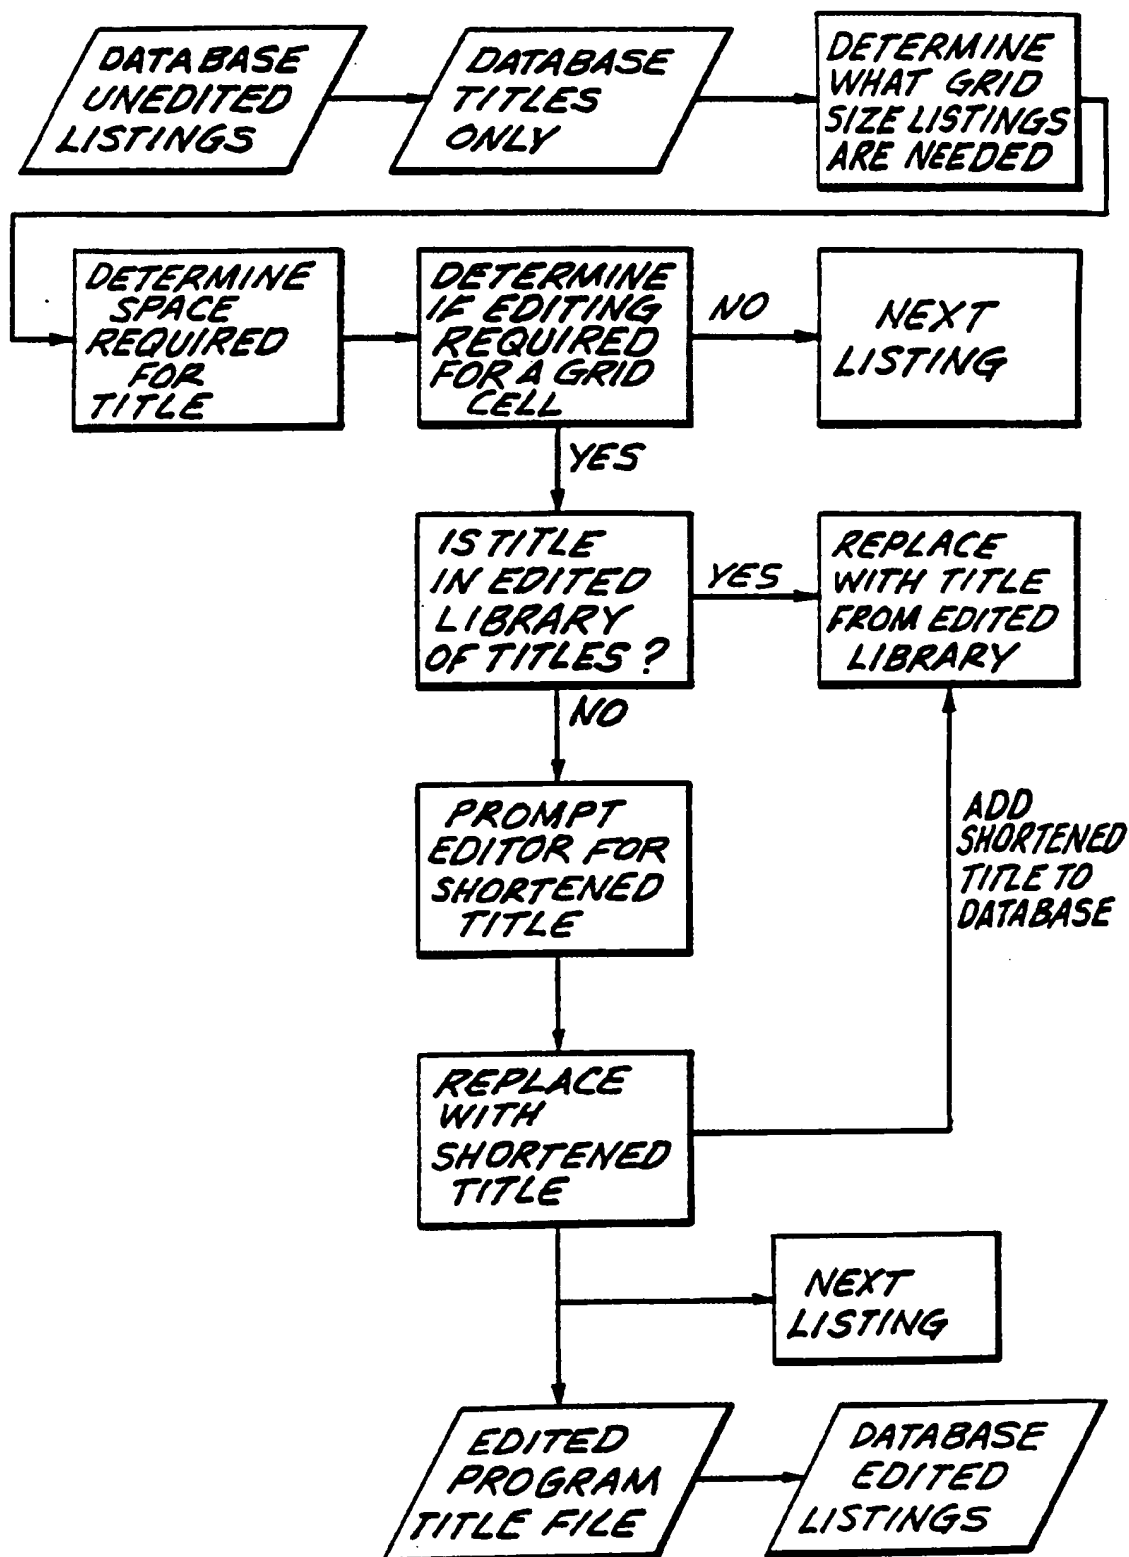 DATABASE
UNEDITED
LISTINGS
DATABASE
TITLES
ONLY
DETERMINE
WHAT GRID
SIZE LISTINGS
ARE NEEDED
DETERMINE
SPACE
REQUIRED
FOR
TITLE
DETERMINE
IF EDITING
REQUIRED
FOR A GRID
CELL
NO
NEXT
LISTING
YES
IS TITLE
IN EDITED
LIBRARY
OF TITLES?
YES
REPLACE
WITH TITLE
FROM EDITED
LIBRARY
NO
PROMPT
EDITOR FOR
SHORTENED
TITLE
ADD
SHORTENED
TITLE TO
DATABASE
REPLACE
WITH
SHORTENED
TITLE
NEXT
LISTING
EDITED
PROGRAM
TITLE FILE
DATABASE
EDITED
LISTINGS